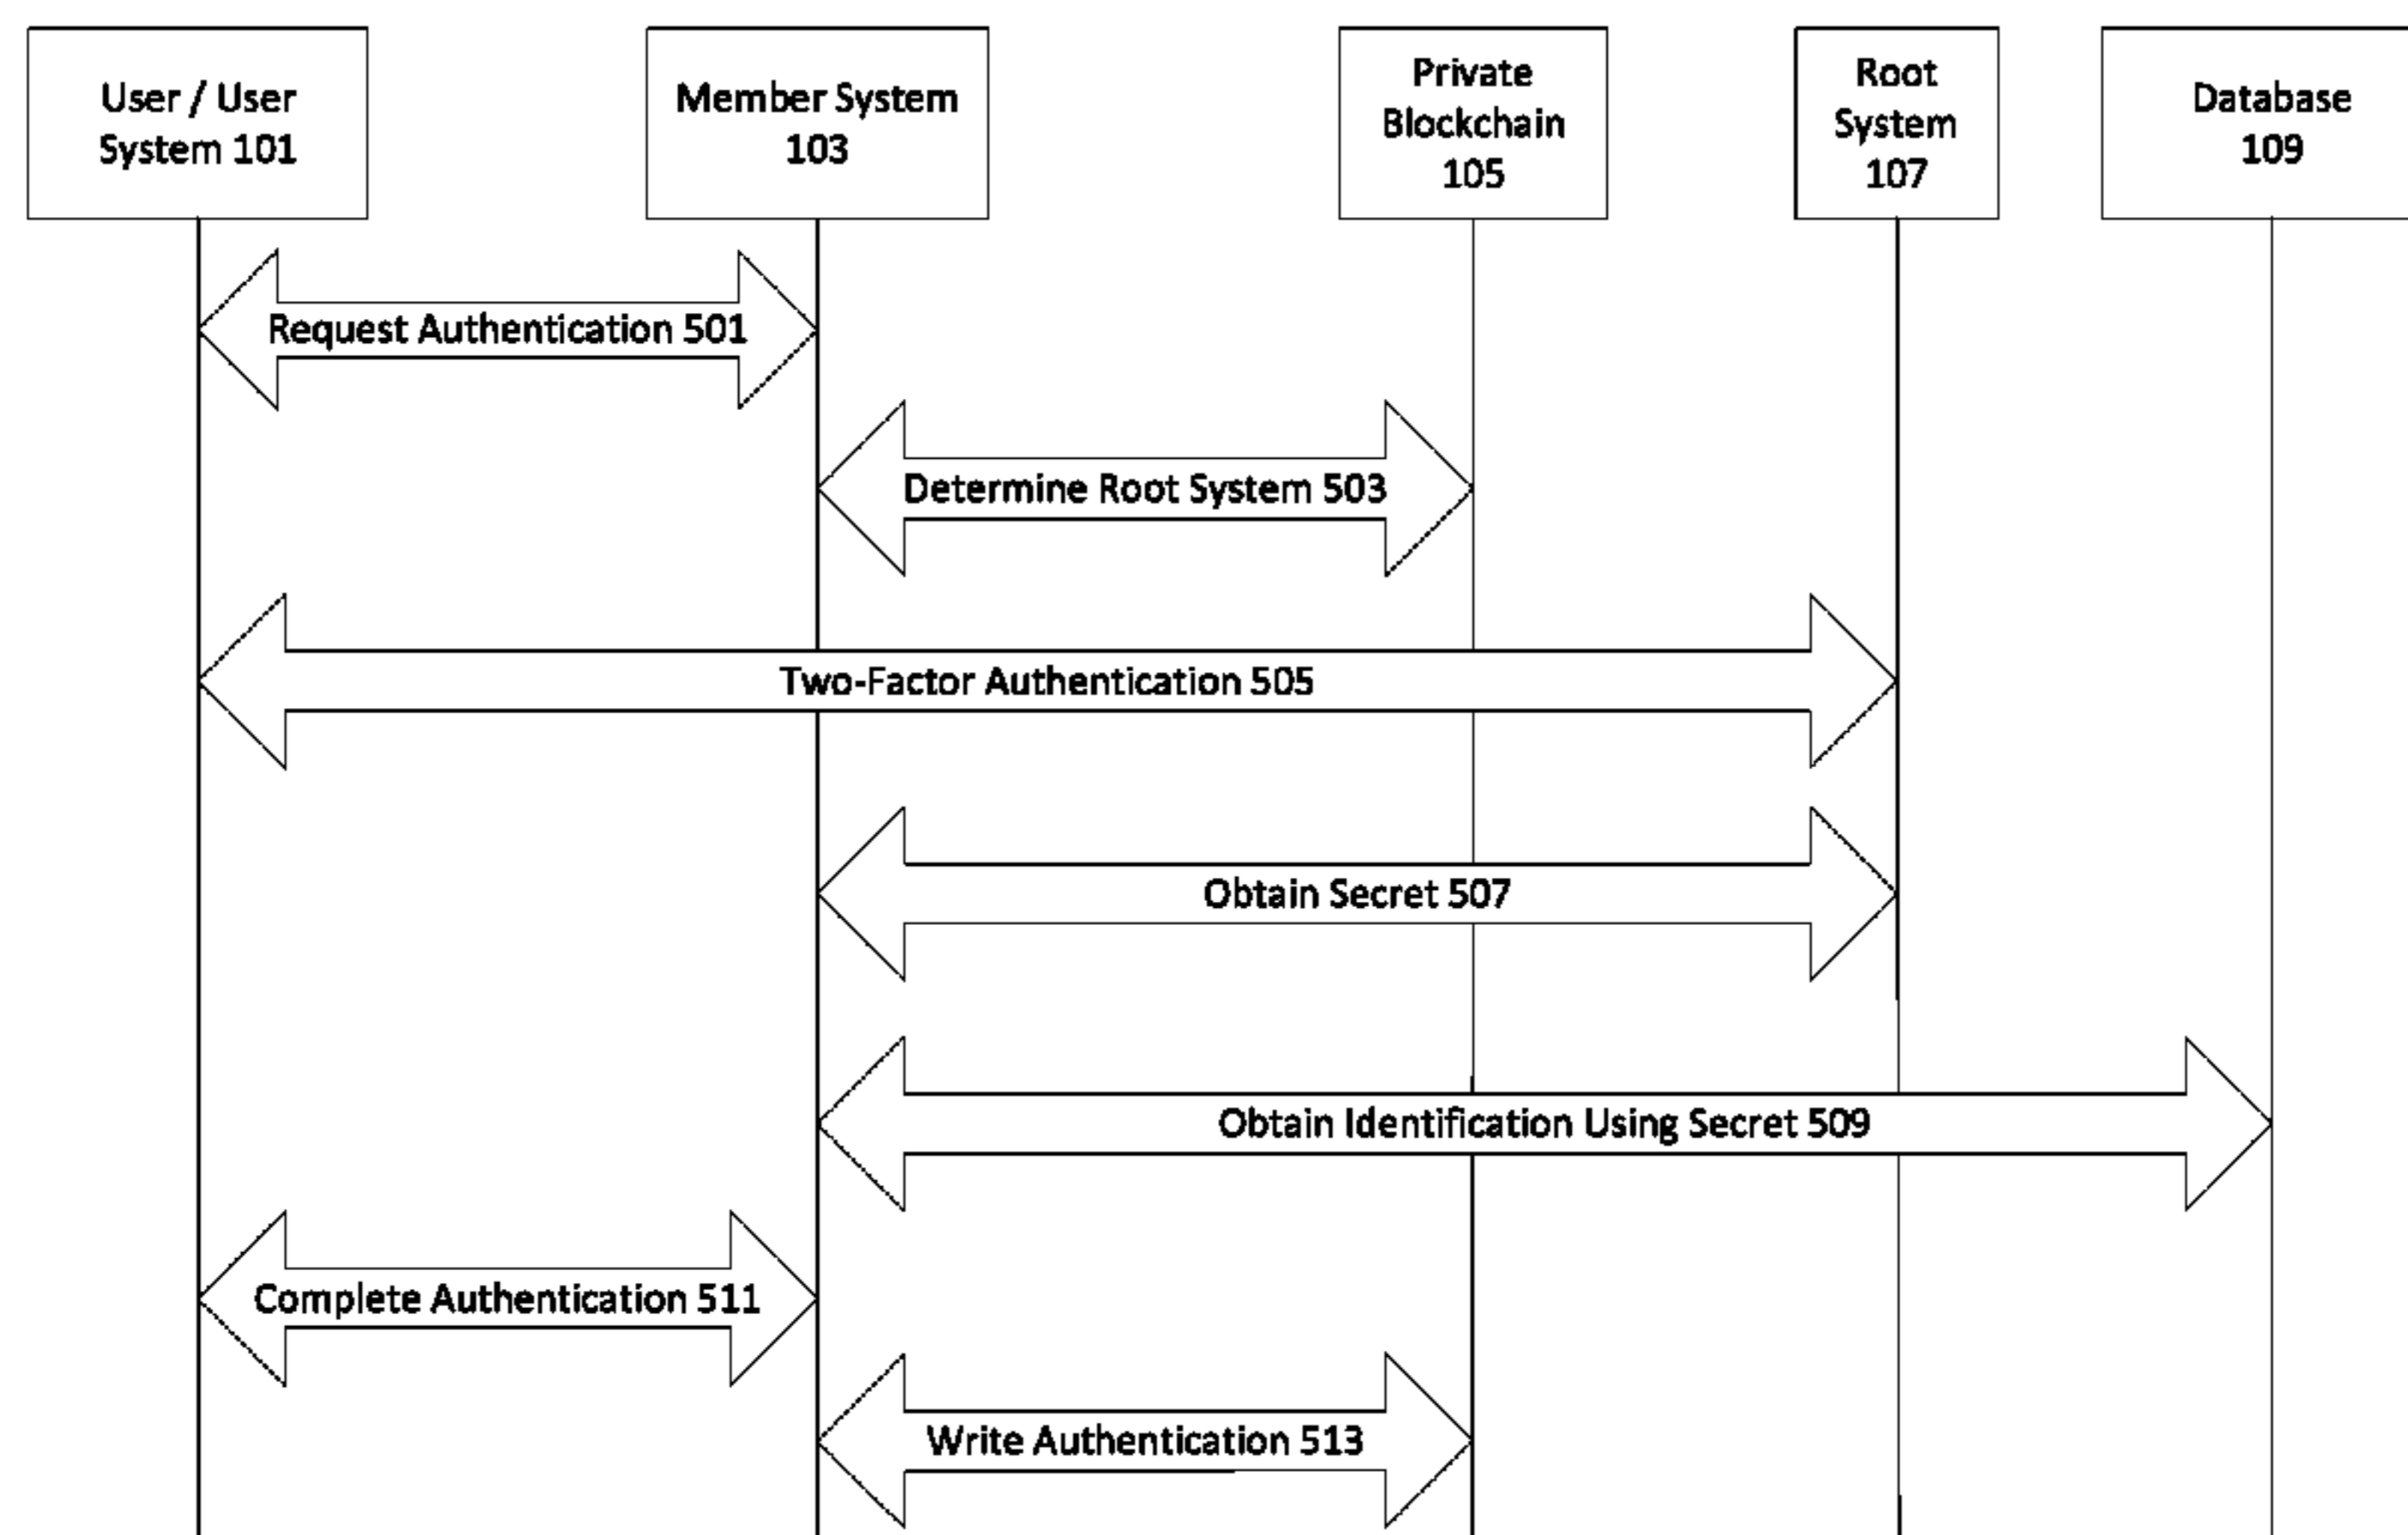 User / User
System 101
Member System
103
Private
Blockchain
105
Root
System
107
Database
109
Request Authentication 501
Determine Root System 503
Two-Factor Authentication 505
Obtain Secret 507
Obtain Identification Using Secret 509
Complete Authentication 511
Write Authentication 513